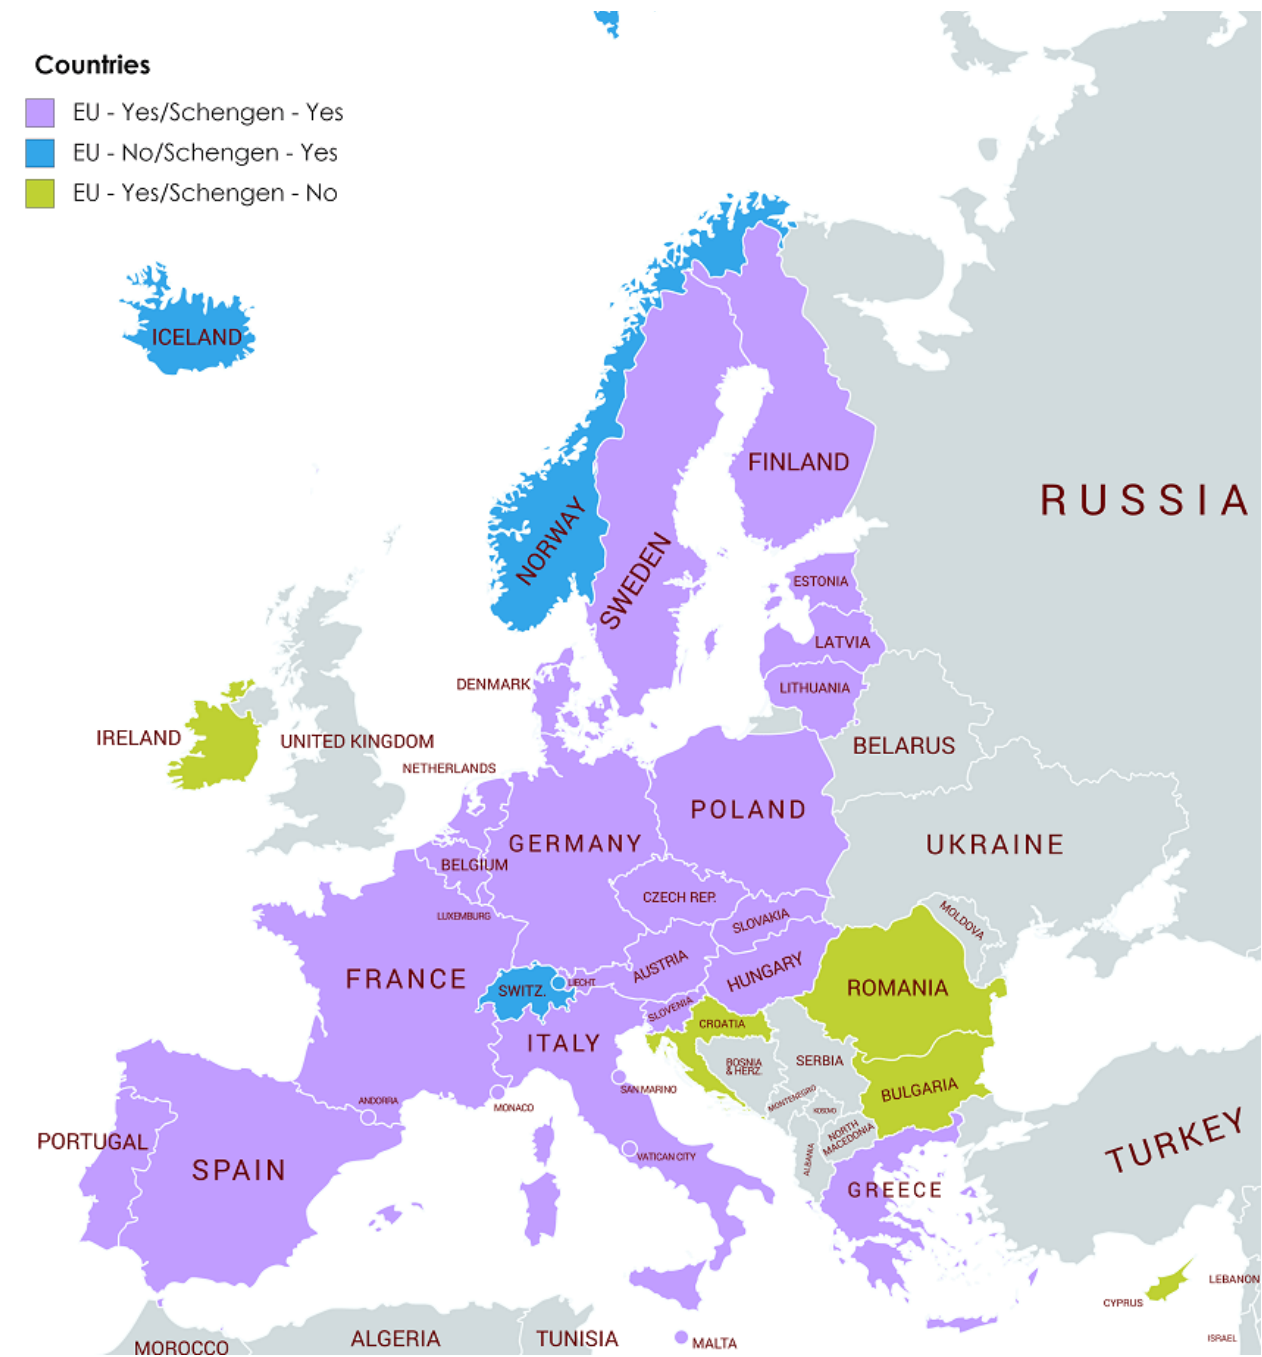 Countries
EU - Yes/Schengen - Yes
EU - No/Schengen - Yes
EU - Yes/Schengen - No
ICELAND
FINLAND
RUSSIA
NORWAY
SWEDEN
ESTONIA
LATVIA
LITHUANIA
DENMARK
IRELAND
UNITED KINGDOM
BELARUS
NETHERLANDS
POLAND
GERMANY
UKRAINE
BELGIUM
CZECH REP.
LUXEMBURG
SLOVAKIA
MOLDOVA
AUSTRIA
HUNGARY
FRANCE
SWITZ.
LIECHT.
ROMANIA
SLOVENIA
CROATIA
ITALY
BOSNIA
& HERZ.
SERBIA
SAN MARINO
BULGARIA
MONTENEGRO
ANDORRA
MONACO
KOSOVO
PORTUGAL
NORTH
MACEDONIA
TURKEY
VATICAN CITY
ALBANIA
SPAIN
GREECE
LEBANON
CYPRUS
MOROCCO
ALGERIA
TUNISIA
MALTA
ISRAEL